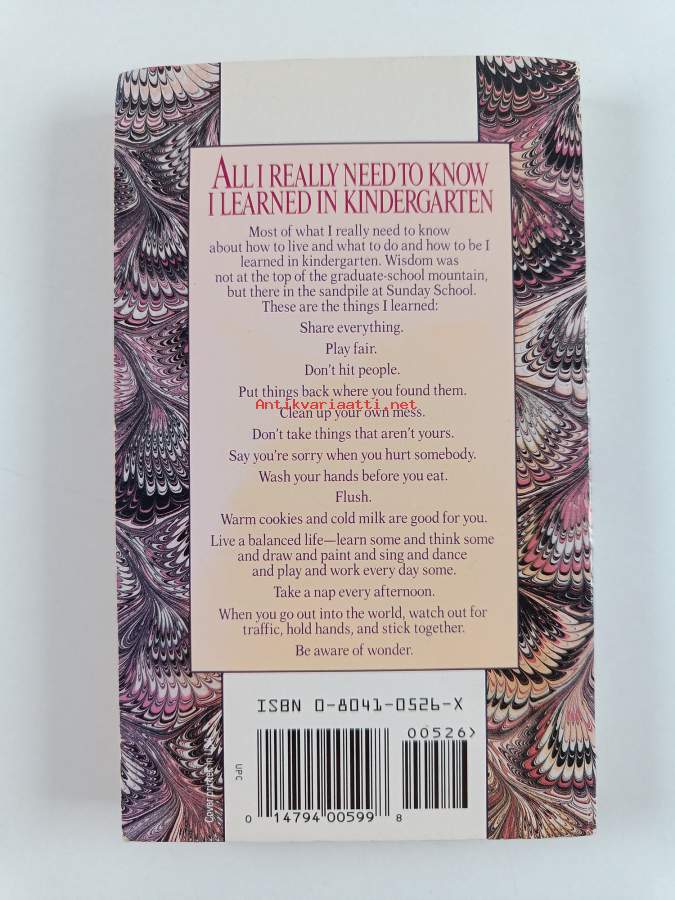 ALL I REALLY NEED TO KNOW
I LEARNED IN KINDERGARTEN
Most of what I really need to know
about how to live and what to do and how to be I
learned in kindergarten. Wisdom was
not at the top of the graduate-school mountain,
but there in the sandpile at Sunday School.
These are the things I learned:
Share everything.
Play fair.
Don't hit people.
Put things back where you found them.
Antikvariaatti.net
Clean up your own mess.
Don't take things that aren't yours.
Say you're sorry when you hurt somebody.
Wash your hands before you eat.
Flush.
Warm cookies and cold milk are good for you.
Live a balanced life—learn some and think some
and draw and paint and sing and dance
and play and work every day some.
Take a nap every afternoon.
When you go out into the world, watch out for
traffic, hold hands, and stick together.
Be aware of wonder.
ISBN 0-8041-0526-X
00526>
UPC
0 14794 00599 8
Cover printed in